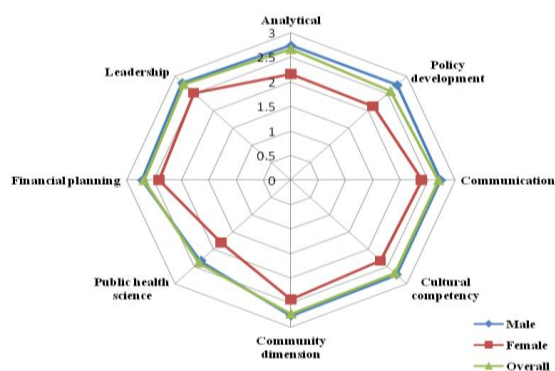 Analytical
3
2.5
2
1.5
1
0.5
0
Policy
development
Communication
Cultural
competency
Community
dimension
Public health
science
Financial planning
Leadership
Male
Female
Overall